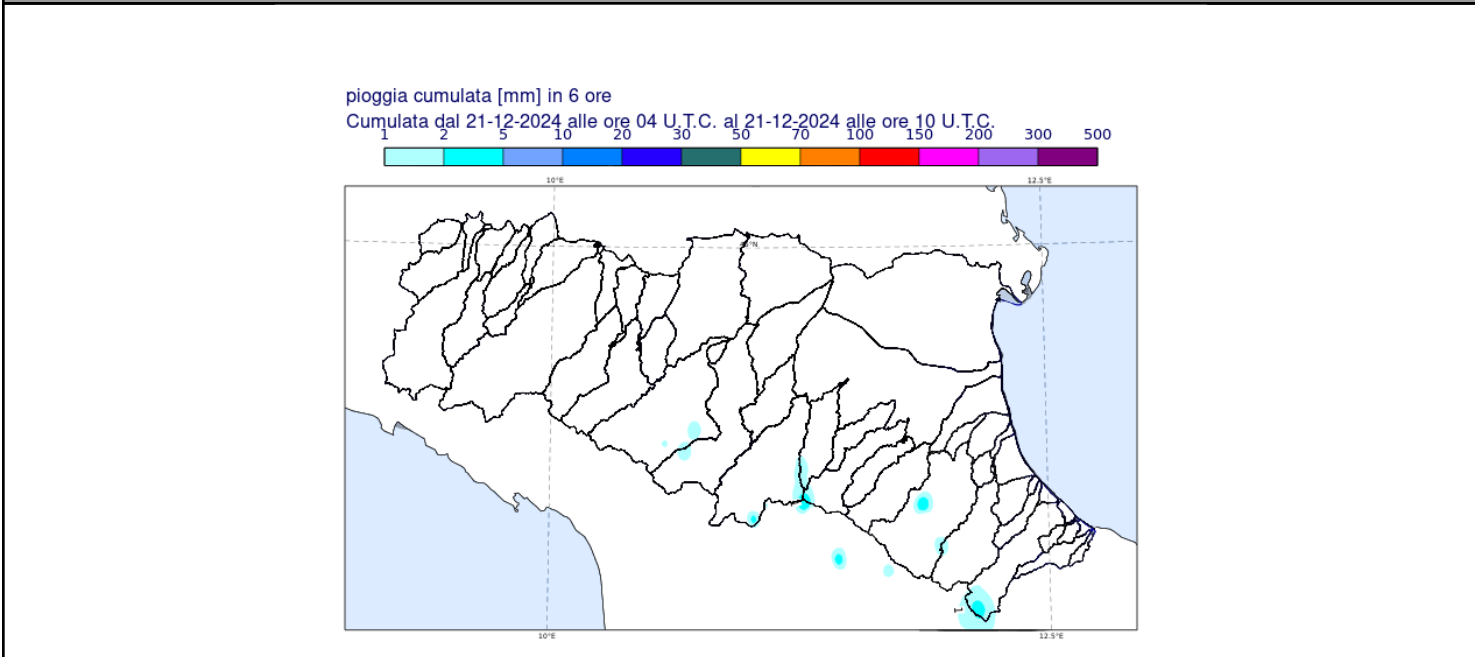 pioggia cumulata [mm] in 6 ore
Cumulata dal 21-12-2024 alle ore 04 U.T.C. al 21-12-2024 alle ore 10 U.T.C.
1 2 5 10 20 30 50 70 100 150 200 300 500
10°E 12.5°E
1
10°E 12.5°E